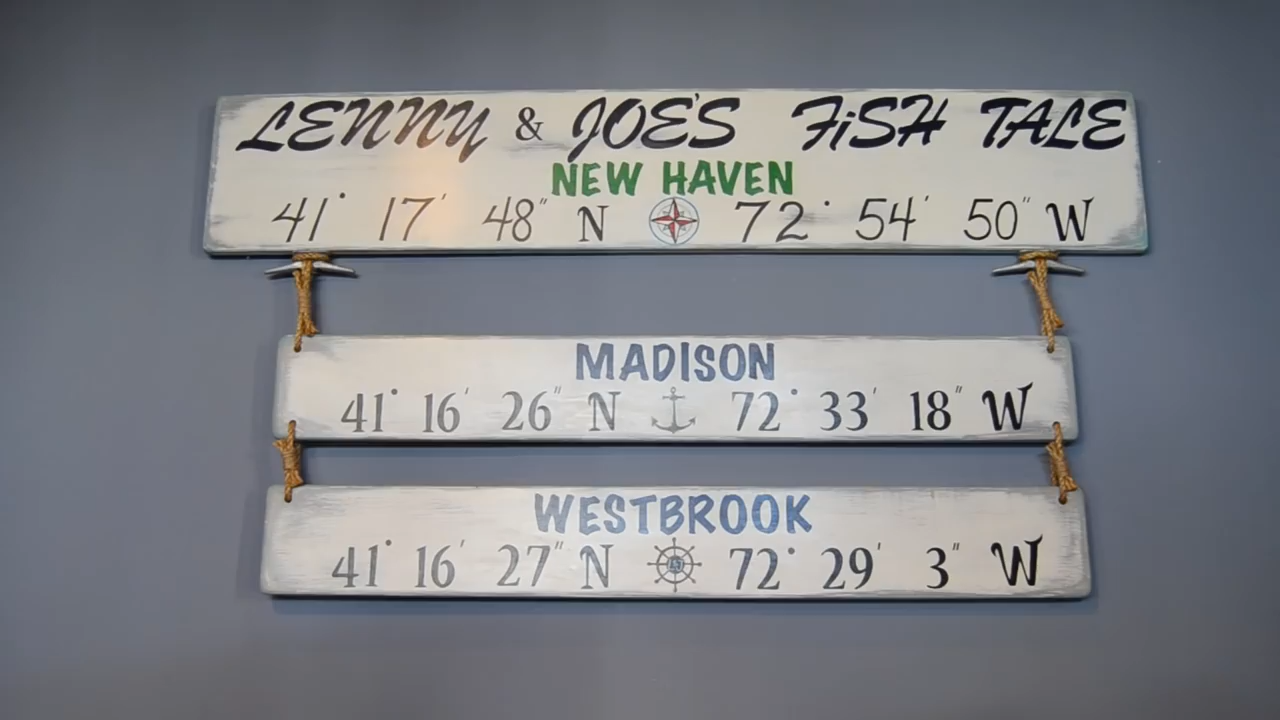 LENNY & JOE'S FiSH TALE
NEW HAVEN
41° 17' 48" N 72° 54' 50" W
MADISON
41° 16' 26" N 72° 33' 18" W
WESTBROOK
41° 16' 27" N 72° 29' 3" W